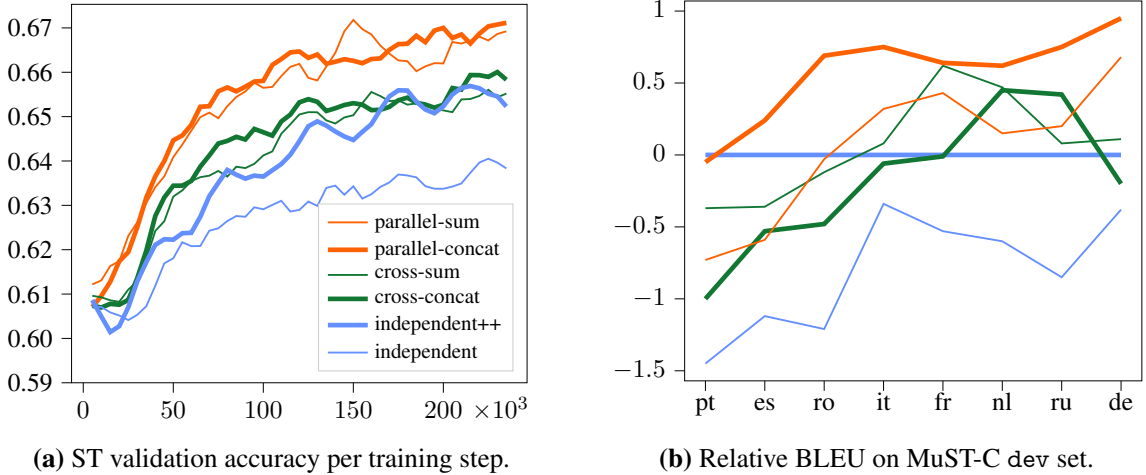 0.67
0.66
0.65
0.64
0.63
0.62
0.61
0.60
0.59
0
50
100
150
200
×10³
parallel-sum
parallel-concat
cross-sum
cross-concat
independent++
independent
(a) ST validation accuracy per training step.
1
0.5
0
−0.5
−1
−1.5
pt es ro it fr nl ru de
(b) Relative BLEU on MuST-C dev set.